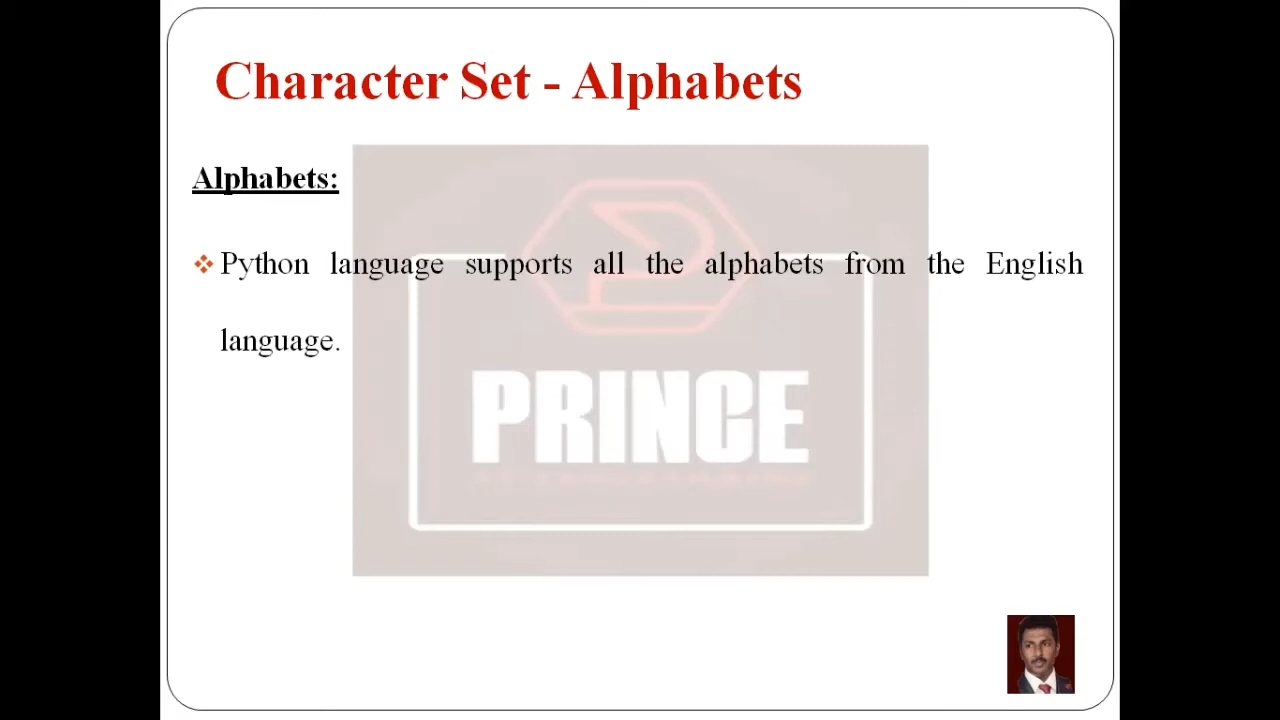 Character Set - Alphabets
Alphabets:
Python language supports all the alphabets from the English
language.
PRINCE